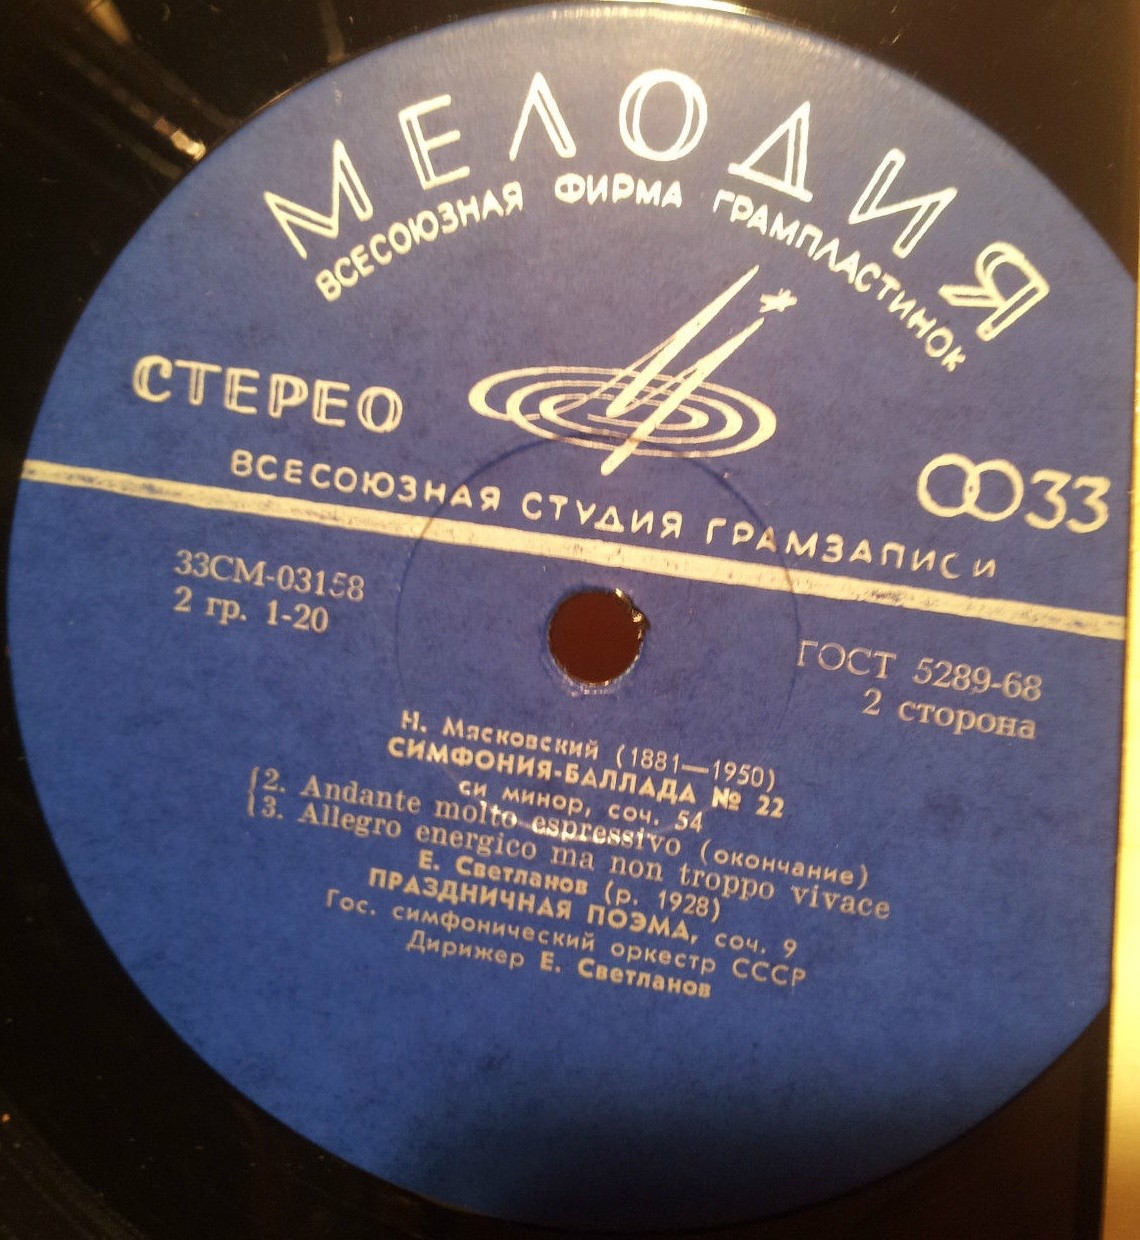 МЕЛОДИЯ
ВСЕСОЮЗНАЯ ФИРМА ГРАМПЛАСТИНОК
СТЕРЕО
33
ВСЕСОЮЗНАЯ СТУДИЯ ГРАМЗАПИСИ
33СМ-03158
2 гр. 1-20
ГОСТ 5289-68
2 сторона
Н. Мясковский (1881—1950)
СИМФОНИЯ-БАЛЛАДА № 22
си минор, соч. 54
2. Andante molto espressivo (окончание)
3. Allegro energico ma non troppo vivace
Е. Светланов (р. 1928)
ПРАЗДНИЧНАЯ ПОЭМА, соч. 9
Гос. симфонический оркестр СССР
Дирижер Е. Светланов